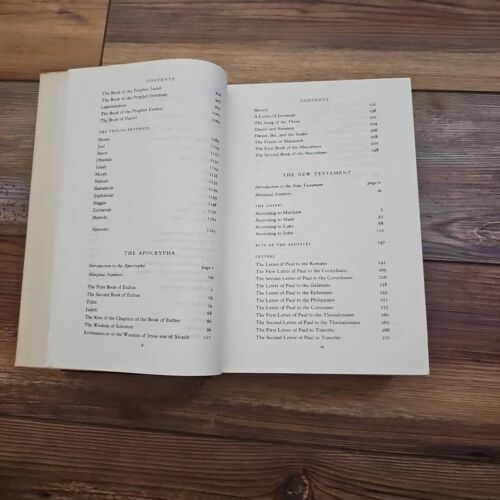 CONTENTS
The Book of the Prophet Isaiah
The Book of the Prophet Jeremiah
Lamentations
The Book of the Prophet Ezekiel
The Book of Daniel
THE TWELVE PROPHETS
Hosea
Joel
Amos
Obadiah
Jonah
Micah
Nahum
Habakkuk
Zephaniah
Haggai
Zechariah
Malachi
Appendix
THE APOCRYPHA
Introduction to the Apocrypha page v
Marginal Numbers
The First Book of Esdras
The Second Book of Esdras
Tobit
Judith
The Rest of the Chapters of the Book of Esther
The Wisdom of Solomon
Ecclesiasticus or the Wisdom of Jesus son of Sirach
x
CONTENTS
Baruch
A Letter of Jeremiah
The Song of the Three
Daniel and Susanna
Daniel, Bel, and the Snake
The Prayer of Manasseh
The First Book of the Maccabees
The Second Book of the Maccabees
THE NEW TESTAMENT
Introduction to the New Testament page v
Marginal Numbers
THE GOSPEL
According to Matthew 3
According to Mark
According to Luke
According to John 110
ACTS OF THE APOSTLES 147
LETTERS
The Letter of Paul to the Romans 191
The First Letter of Paul to the Corinthians
The Second Letter of Paul to the Corinthians
The Letter of Paul to the Galatians
The Letter of Paul to the Ephesians
The Letter of Paul to the Philippians
The Letter of Paul to the Colossians
The First Letter of Paul to the Thessalonians
The Second Letter of Paul to the Thessalonians
The First Letter of Paul to Timothy
The Second Letter of Paul to Timothy
xi